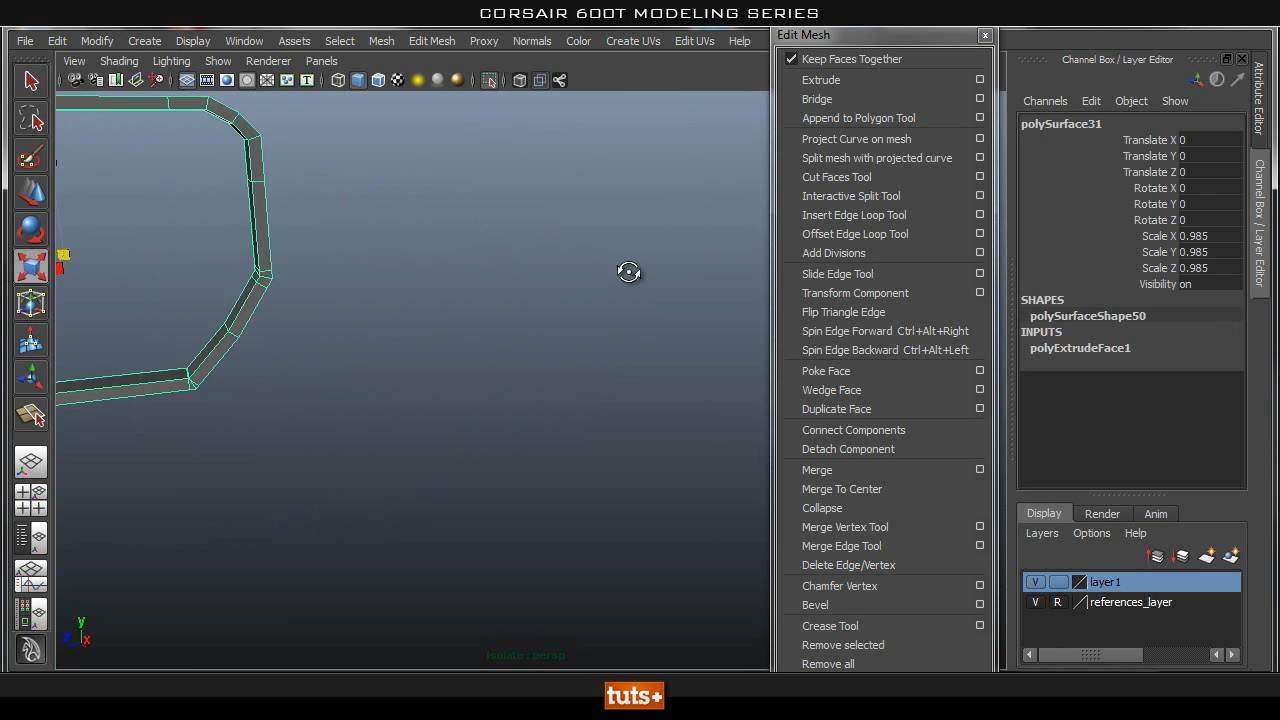 CORSAIR 600T MODELING SERIES
File Edit Modify Create Display Window Assets Select Mesh Edit Mesh Proxy Normals Color Create UVs Edit UVs Help
View Shading Lighting Show Renderer Panels
Edit Mesh
Keep Faces Together
Extrude
Bridge
Append to Polygon Tool
Project Curve on mesh
Split mesh with projected curve
Cut Faces Tool
Interactive Split Tool
Insert Edge Loop Tool
Offset Edge Loop Tool
Add Divisions
Slide Edge Tool
Transform Component
Flip Triangle Edge
Spin Edge Forward Ctrl+Alt+Right
Spin Edge Backward Ctrl+Alt+Left
Poke Face
Wedge Face
Duplicate Face
Connect Components
Detach Component
Merge
Merge To Center
Collapse
Merge Vertex Tool
Merge Edge Tool
Delete Edge/Vertex
Chamfer Vertex
Bevel
Crease Tool
Remove selected
Remove all
Channel Box / Layer Editor
Channels Edit Object Show
polySurface31
Translate X 0
Translate Y 0
Translate Z 0
Rotate X 0
Rotate Y 0
Rotate Z 0
Scale X 0.985
Scale Y 0.985
Scale Z 0.985
Visibility on
SHAPES
polySurfaceShape50
INPUTS
polyExtrudeFace1
Display Render Anim
Layers Options Help
V layer1
V R references_layer
Attribute Editor
Channel Box / Layer Editor
y
z x
Isolate : persp
tuts+